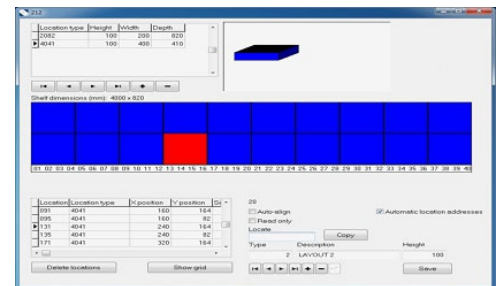 212
Location type Height Width Depth
2082 100 200 820
4041 100 400 410
Shelf dimensions (mm): 4000 x 820
01 02 03 04 05 06 07 08 09 10 11 12 13 14 15 16 17 18 19 20 21 22 23 24 25 26 27 28 29 30 31 32 33 34 35 36 37 38 39 40
Location Location type X position Y position
091 4041 160 164
095 4041 160 82
131 4041 240 164
135 4041 240 82
171 4041 320 164
Delete locations Show grid
20
Auto-align Automatic location addresses
Read only
Locate
Copy
Type Description Height
2 LAYOUT 2 100
Save